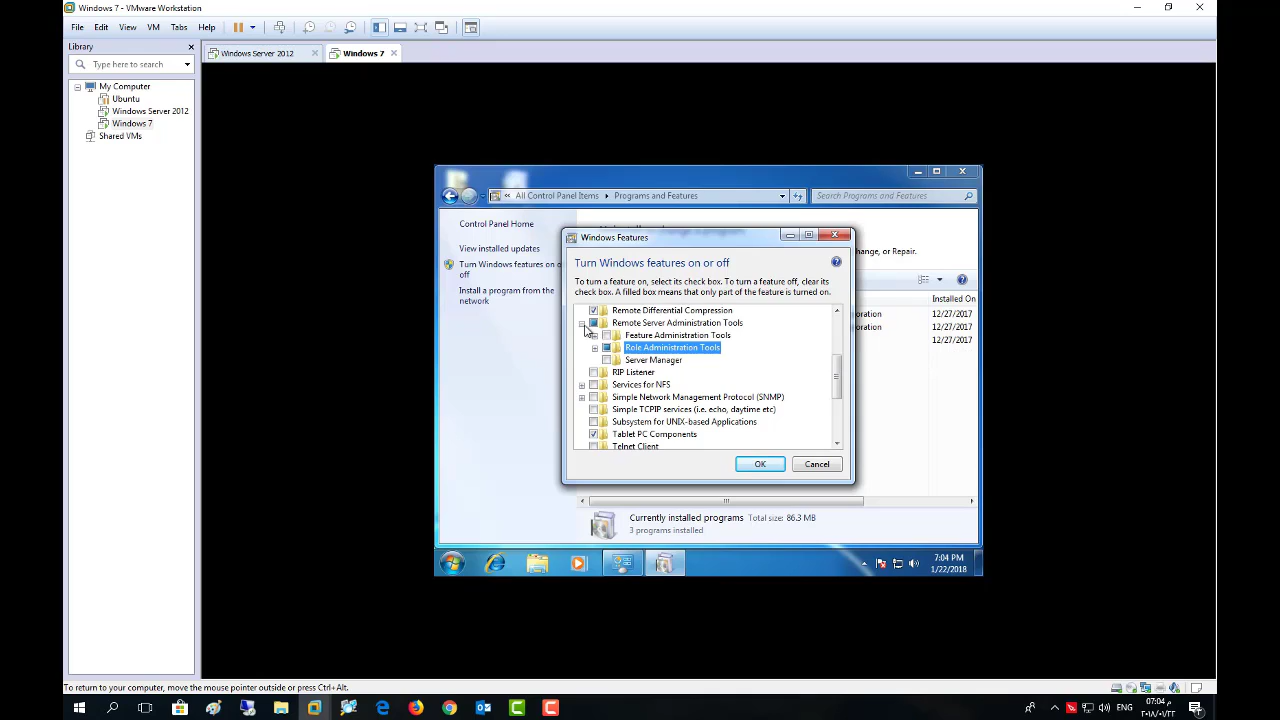 Windows 7 - VMware Workstation
File Edit View VM Tabs Help
Library
Type here to search
My Computer
Ubuntu
Windows Server 2012
Windows 7
Shared VMs
Windows Server 2012
Windows 7
All Control Panel Items
Programs and Features
Search Programs and Features
Control Panel Home
View installed updates
Turn Windows features on o
off
Install a program from the
network
hange, or Repair.
Installed On
oration 12/27/2017
oration 12/27/2017
12/27/2017
Windows Features
Turn Windows features on or off
To turn a feature on, select its check box. To turn a feature off, clear its
check box. A filled box means that only part of the feature is turned on.
Remote Differential Compression
Remote Server Administration Tools
Feature Administration Tools
Role Administration Tools
Server Manager
RIP Listener
Services for NFS
Simple Network Management Protocol (SNMP)
Simple TCPIP services (i.e. echo, daytime etc)
Subsystem for UNIX-based Applications
Tablet PC Components
Telnet Client
OK Cancel
Currently installed programs Total size: 86.3 MB
3 programs installed
7:04 PM
1/22/2018
To return to your computer, move the mouse pointer outside or press Ctrl+Alt.
ENG
07:04 م